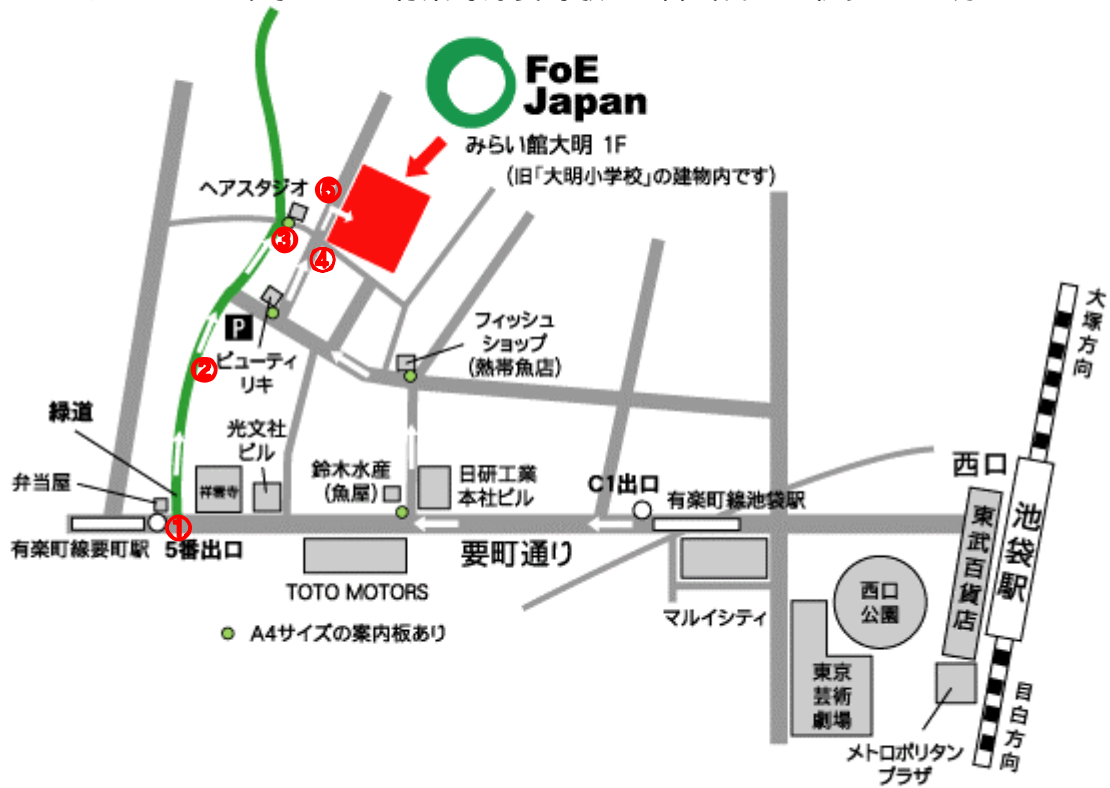 FoE
Japan
みらい館大明 1F
(旧「大明小学校」の建物内です)
ヘアスタジオ
⑤
③
④
P
ビューティ
リキ
②
フィッシュ
ショップ
(熱帯魚店)
大塚方向
緑道
光文社
ビル
弁当屋
祥雲寺
鈴木水産
(魚屋)
日研工業
本社ビル
C1出口
有楽町線池袋駅
西口
東武百貨店
池袋駅
①
有楽町線要町駅
5番出口
要町通り
TOTO MOTORS
マルイシティ
西口
公園
A4サイズの案内板あり
東京
芸術
劇場
メトロポリタン
プラザ
目白方向